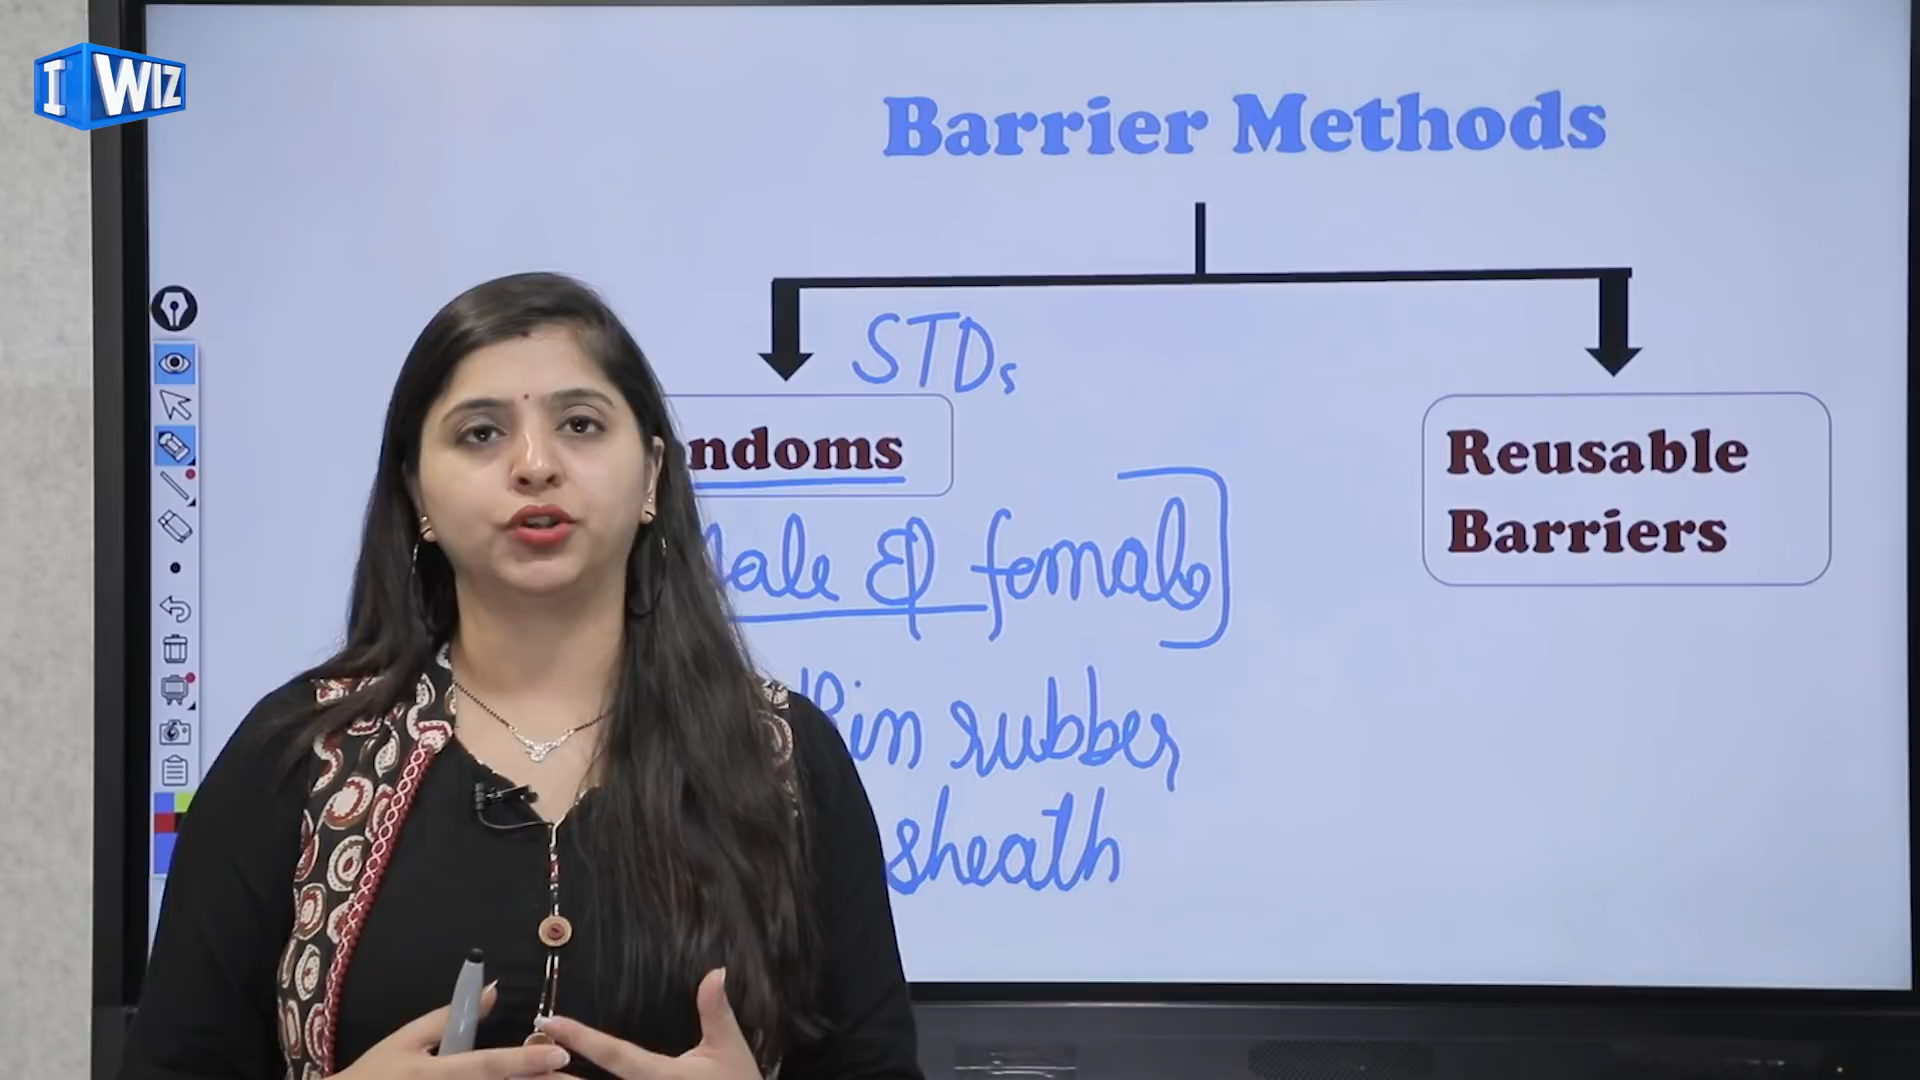 I WIZ
Barrier Methods
STDs
ndoms
Reusable
Barriers
ale & female
in rubber
sheath